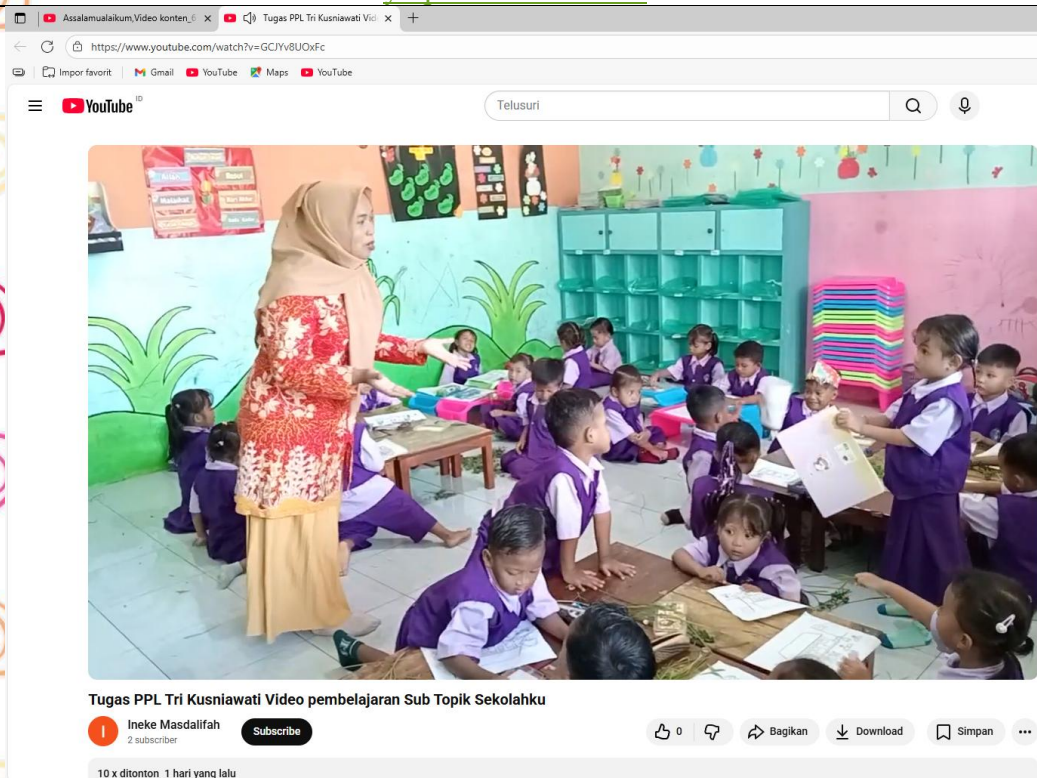 Assalamualaikum,Video konten_6
Tugas PPL Tri Kusniawati Vid
https://www.youtube.com/watch?v=GCJYv8UOxFc
Impor favorit
Gmail
YouTube
Maps
YouTube
YouTube ID
Telusuri
Tugas PPL Tri Kusniawati Video pembelajaran Sub Topik Sekolahku
I
Ineke Masdalifah
2 subscriber
Subscribe
0
Bagikan
Download
Simpan
10 x ditonton 1 hari yang lalu